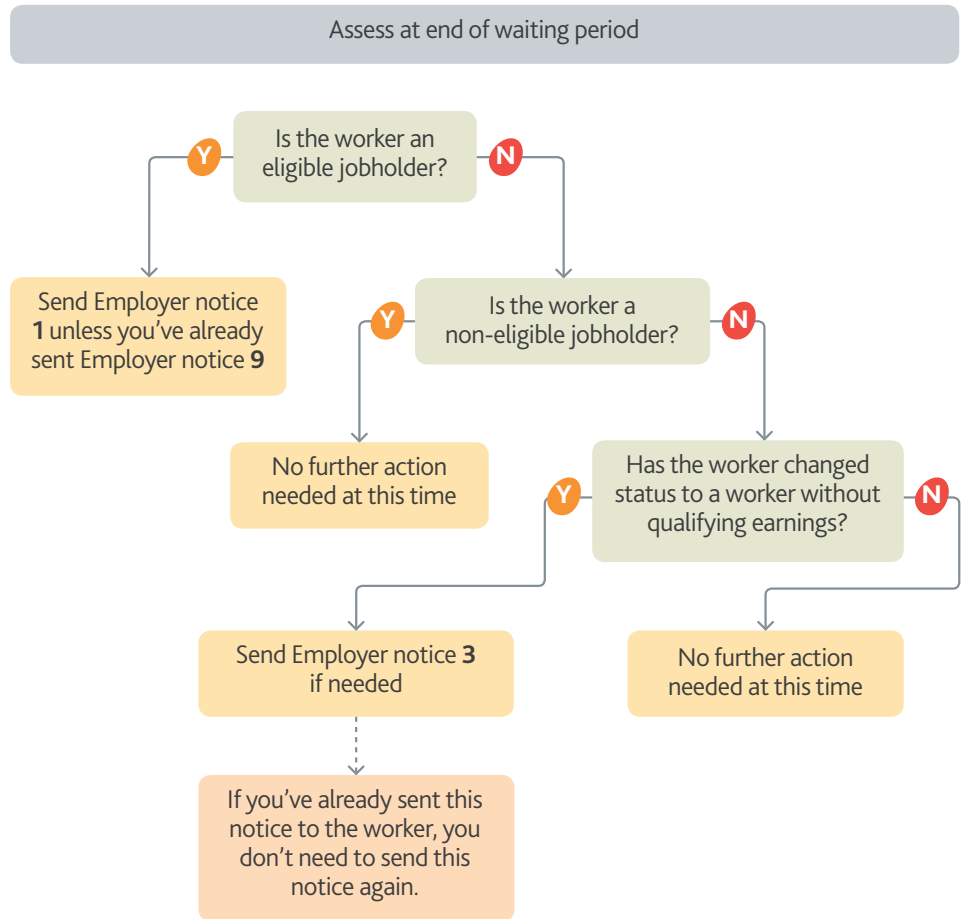 Assess at end of waiting period
Is the worker an
eligible jobholder?
Y
N
Send Employer notice
1 unless you've already
sent Employer notice 9
Is the worker a
non-eligible jobholder?
Y
N
No further action
needed at this time
Has the worker changed
status to a worker without
qualifying earnings?
Y
N
Send Employer notice 3
if needed
No further action
needed at this time
If you've already sent this
notice to the worker, you
don't need to send this
notice again.